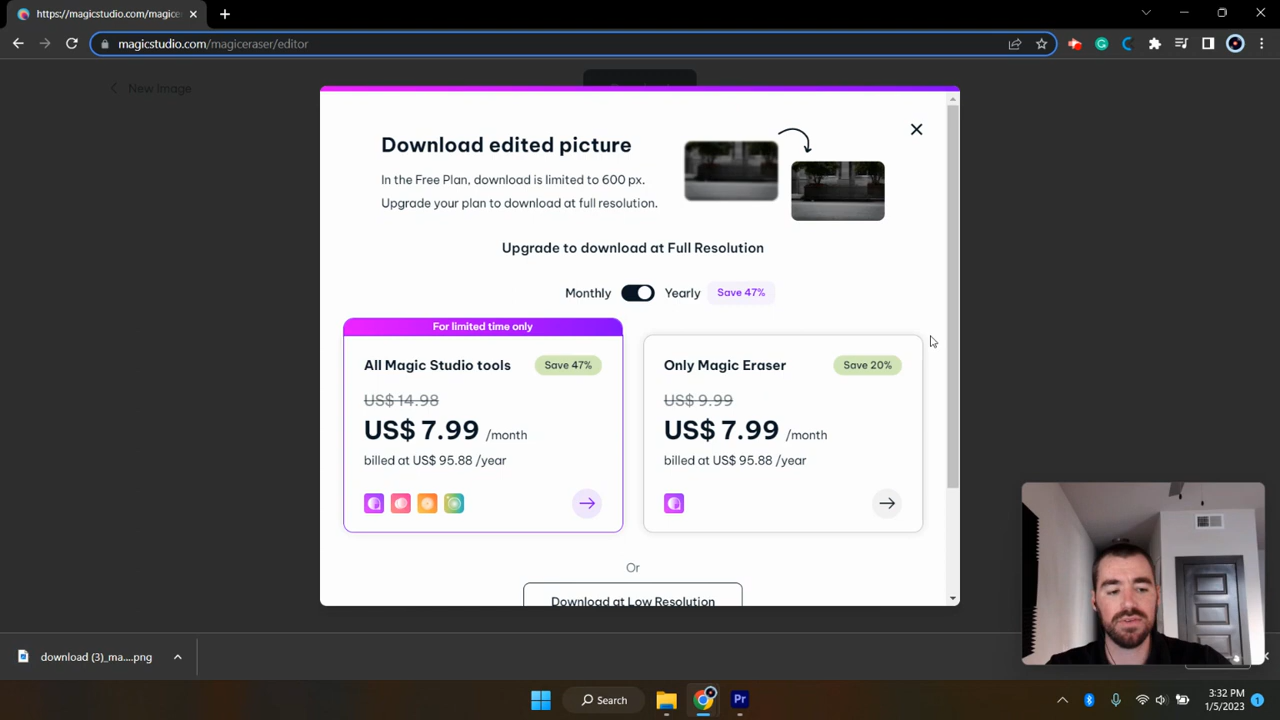 https://magicstudio.com/magice
magicstudio.com/magiceraser/editor
New Image
Download edited picture
In the Free Plan, download is limited to 600 px.
Upgrade your plan to download at full resolution.
Upgrade to download at Full Resolution
Monthly
Yearly
Save 47%
For limited time only
All Magic Studio tools
Save 47%
US$ 14.98
US$ 7.99 /month
billed at US$ 95.88 /year
Only Magic Eraser
Save 20%
US$ 9.99
US$ 7.99 /month
billed at US$ 95.88 /year
Or
Download at Low Resolution
download (3)_ma....png
Search
Pr
3:32 PM
1/5/2023
1